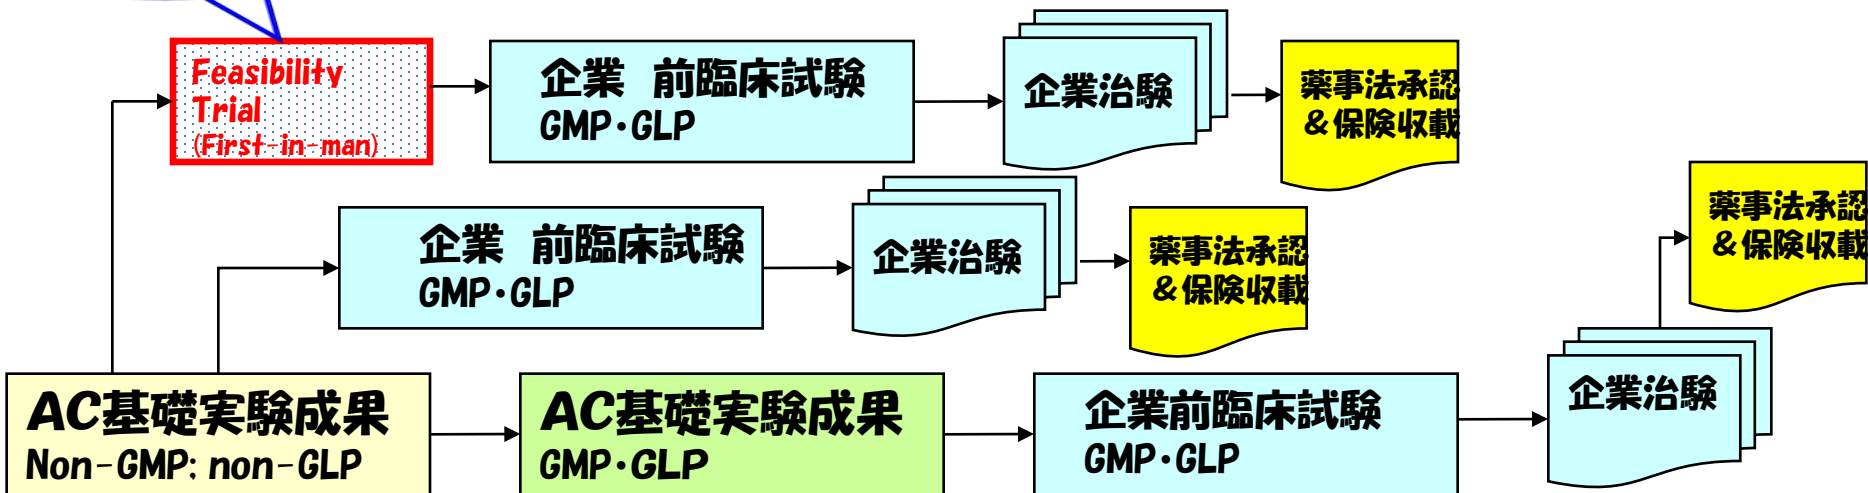 Feasibility
Trial
(First-in-man)
企業　前臨床試験
GMP・GLP
企業治験
薬事法承認
＆保険収載
企業　前臨床試験
GMP・GLP
企業治験
薬事法承認
＆保険収載
薬事法承認
＆保険収載
AC基礎実験成果
Non-GMP; non-GLP
AC基礎実験成果
GMP・GLP
企業前臨床試験
GMP・GLP
企業治験